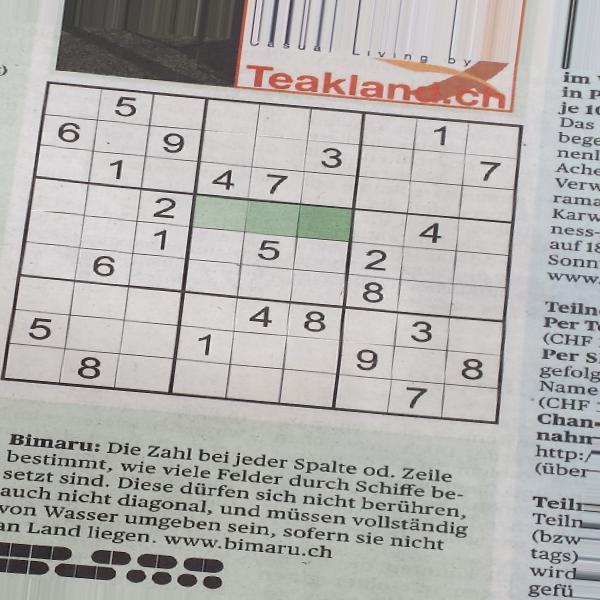 Casual Living by
Teakland.ch
5 1
6 9 3 7
1 4 7
2 4
1 5 2
6 8
4 8 3
5 1 9 8
8 7
Bimaru: Die Zahl bei jeder Spalte od. Zeile
bestimmt, wie viele Felder durch Schiffe be-
setzt sind. Diese dürfen sich nicht berühren,
auch nicht diagonal, und müssen vollständig
von Wasser umgeben sein, sofern sie nicht
an Land liegen. www.bimaru.ch
im
in P
je 10
Das
bege
nenl
Ache
Verw
rama
Karw
ness-
auf 18
Sonn
www.
Teiln
Per Te
(CHF
Per S
gefolg
Name
(CHF
Chan-
nahn
http:/
(über
Teiln
Teiln
(bzw
tags)
wird
gefü